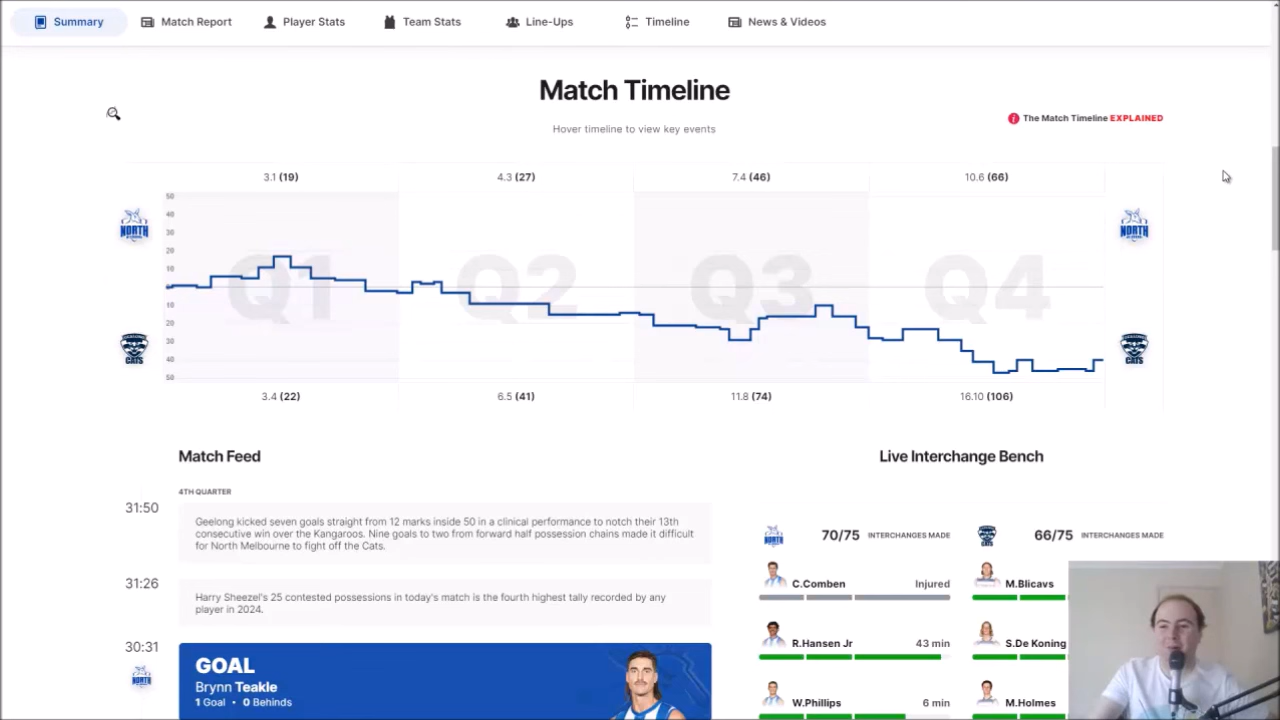 Summary
Match Report
Player Stats
Team Stats
Line-Ups
Timeline
News & Videos
Match Timeline
Hover timeline to view key events
The Match Timeline EXPLAINED
3.1 (19)
4.3 (27)
7.4 (46)
10.6 (66)
50
40
30
20
10
0
10
20
30
40
50
Q1
Q2
Q3
Q4
NORTH
NORTH
CATS
CATS
3.4 (22)
6.5 (41)
11.8 (74)
16.10 (106)
Match Feed
4TH QUARTER
31:50
Geelong kicked seven goals straight from 12 marks inside 50 in a clinical performance to notch their 13th
consecutive win over the Kangaroos. Nine goals to two from forward half possession chains made it difficult
for North Melbourne to fight off the Cats.
31:26
Harry Sheezel's 25 contested possessions in today's match is the fourth highest tally recorded by any
player in 2024.
30:31
GOAL
Brynn Teakle
1 Goal • 0 Behinds
Live Interchange Bench
70/75 INTERCHANGES MADE
66/75 INTERCHANGES MADE
C.Comben Injured
M.Blicavs
R.Hansen Jr 43 min
S.De Koning
W.Phillips 6 min
M.Holmes